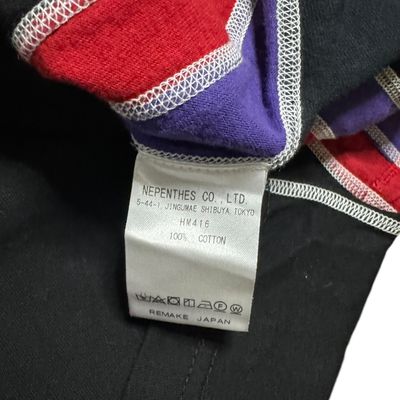 NEPENTHES CO., LTD.
5-44-1, JINGUMAE SHIBUYA, TOKYO
HM416
100% COTTON
REMAKE JAPAN